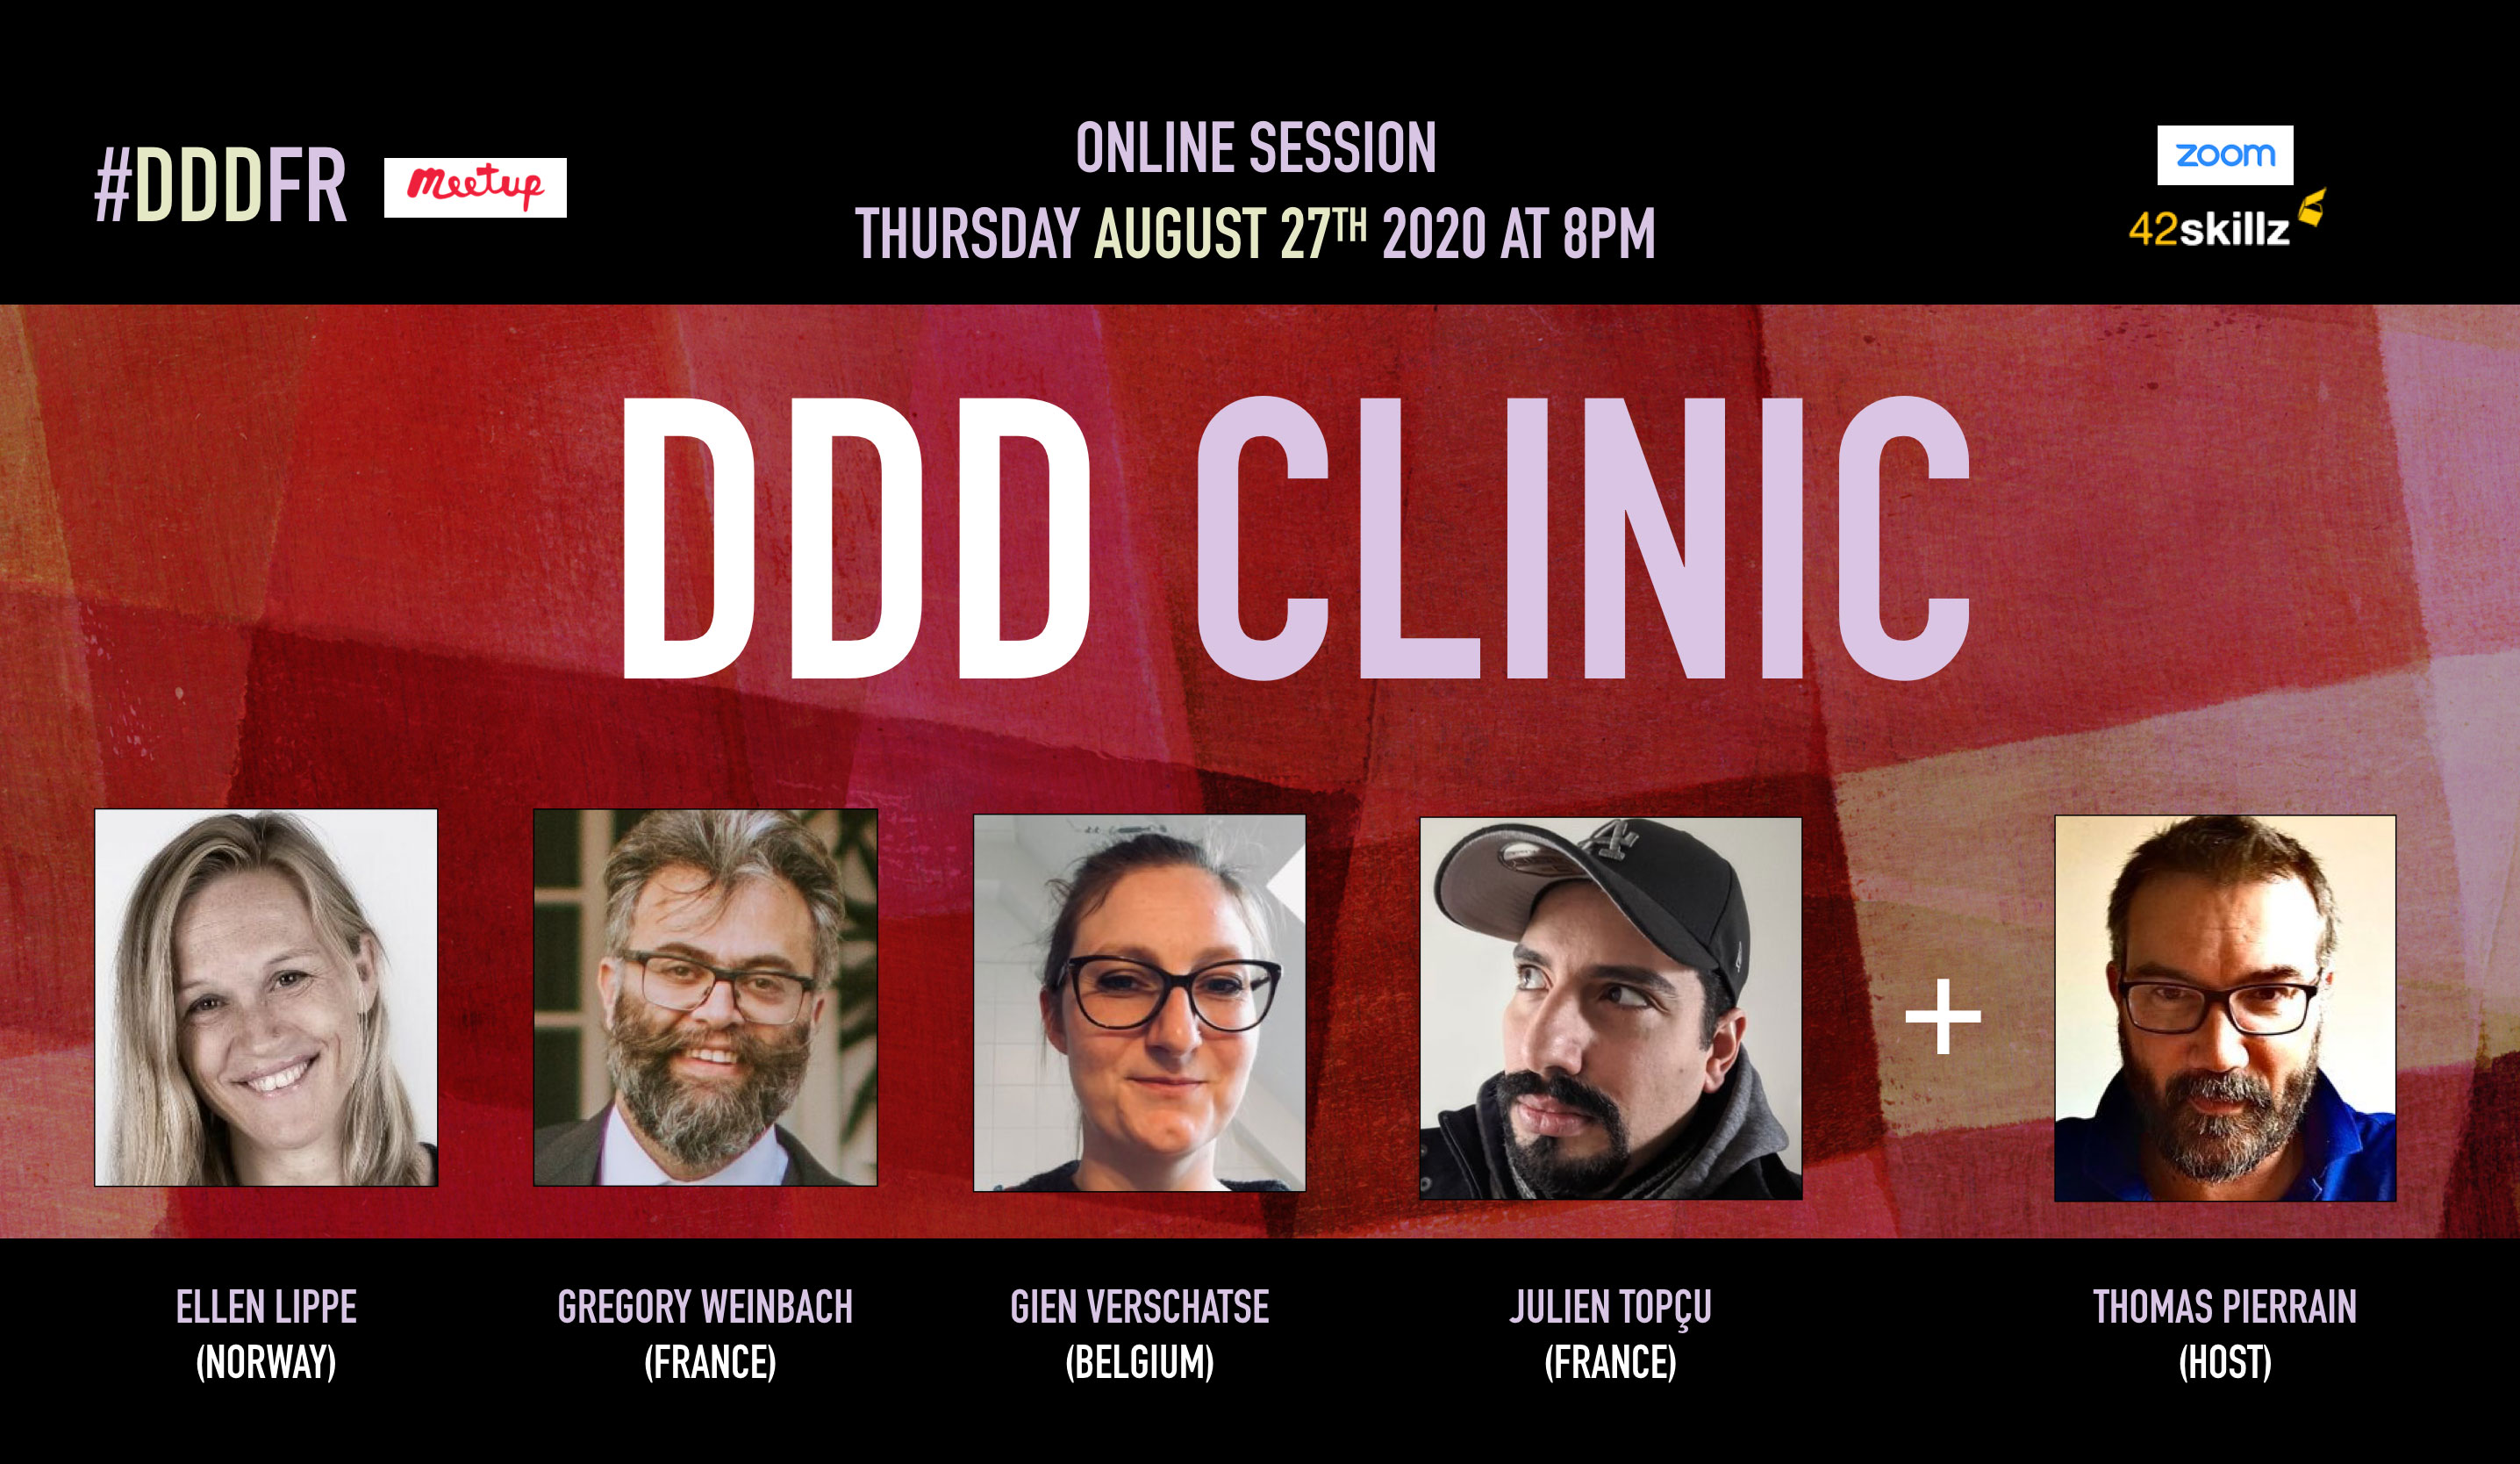 #DDDFR
meetup
ONLINE SESSION
THURSDAY AUGUST 27TH 2020 AT 8PM
zoom
42skillz
DDD CLINIC
+
ELLEN LIPPE
(NORWAY)
GREGORY WEINBACH
(FRANCE)
GIEN VERSCHATSE
(BELGIUM)
JULIEN TOPÇU
(FRANCE)
THOMAS PIERRAIN
(HOST)